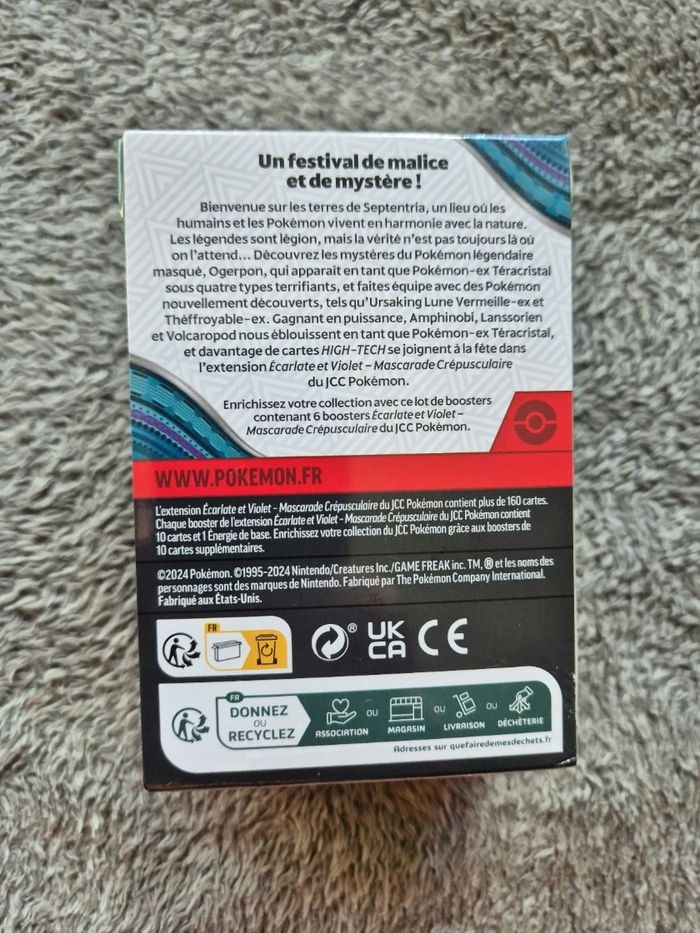 Un festival de malice
et de mystère !
Bienvenue sur les terres de Septentria, un lieu où les
humains et les Pokémon vivent en harmonie avec la nature.
Les légendes sont légion, mais la vérité n'est pas toujours là où
on l'attend... Découvrez les mystères du Pokémon légendaire
masqué, Ogerpon, qui apparaît en tant que Pokémon-ex Téracristal
sous quatre types terrifiants, et faites équipe avec des Pokémon
nouvellement découverts, tels qu'Ursaking Lune Vermeille-ex et
Théffroyable-ex. Gagnant en puissance, Amphinobi, Lanssorien
et Volcaropod nous éblouissent en tant que Pokémon-ex Téracristal,
et davantage de cartes HIGH-TECH se joignent à la fête dans
l'extension Écarlate et Violet – Mascarade Crépusculaire
du JCC Pokémon.
Enrichissez votre collection avec ce lot de boosters
contenant 6 boosters Écarlate et Violet –
Mascarade Crépusculaire du JCC Pokémon.
WWW.POKEMON.FR
L'extension Écarlate et Violet – Mascarade Crépusculaire du JCC Pokémon contient plus de 160 cartes.
Chaque booster de l'extension Écarlate et Violet – Mascarade Crépusculaire du JCC Pokémon contient
10 cartes et 1 Énergie de base. Enrichissez votre collection du JCC Pokémon grâce aux boosters de
10 cartes supplémentaires.
©2024 Pokémon. ©1995-2024 Nintendo/Creatures Inc./GAME FREAK inc. TM, ® et les noms des
personnages sont des marques de Nintendo. Fabriqué par The Pokémon Company International.
Fabriqué aux États-Unis.
FR
® UK CA CE
FR
DONNEZ
OU
RECYCLEZ
ASSOCIATION OU MAGASIN OU LIVRAISON OU DÉCHÈTERIE
Adresses sur quefairedemesdechets.fr